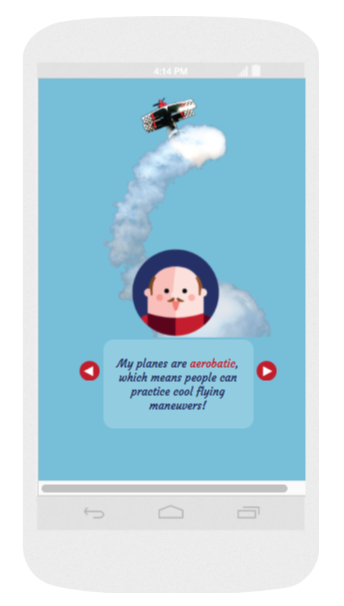 4:14 PM
My planes are aerobatic,
which means people can
practice cool flying
maneuvers!